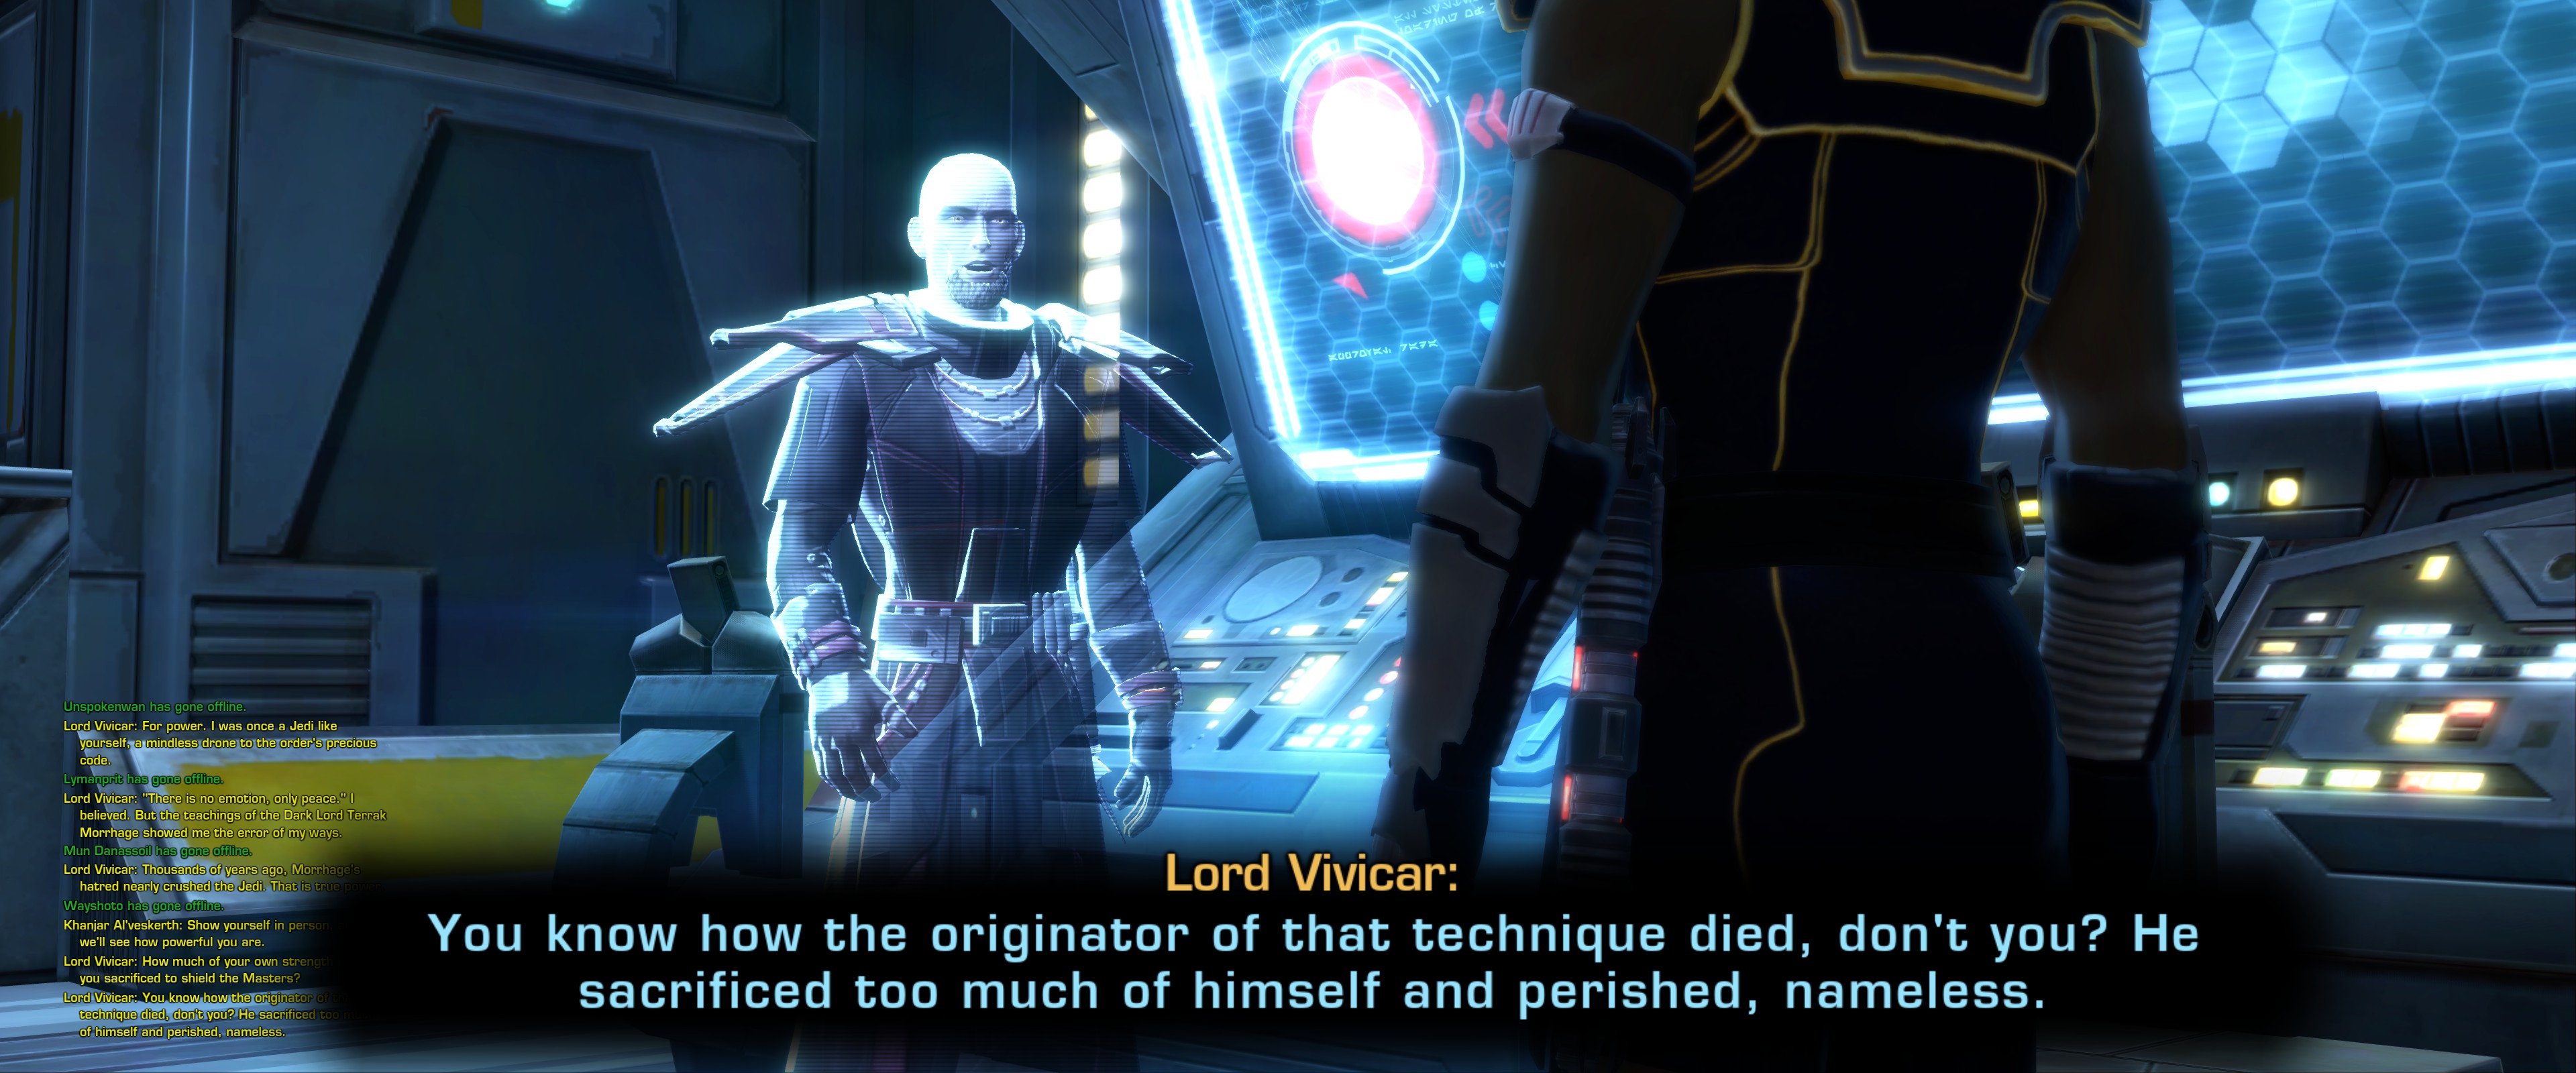 Unspokenwan has gone offline.
Lord Vivicar: For power. I was once a Jedi like
yourself, a mindless drone to the order's precious
code.
Lymanprit has gone offline.
Lord Vivicar: "There is no emotion, only peace." I
believed. But the teachings of the Dark Lord Terrak
Morrhage showed me the error of my ways.
Mun Danassoil has gone offline.
Lord Vivicar: Thousands of years ago, Morrhage's
hatred nearly crushed the Jedi. That is true
Wayshoto has gone offline.
Khanjar Al'veskerth: Show yourself in person
we'll see how powerful you are.
Lord Vivicar: How much of your own strength
you sacrificed to shield the Masters?
Lord Vivicar: You know how the originator of
technique died, don't you? He sacrificed too
of himself and perished, nameless.
Lord Vivicar:
You know how the originator of that technique died, don't you? He
sacrificed too much of himself and perished, nameless.